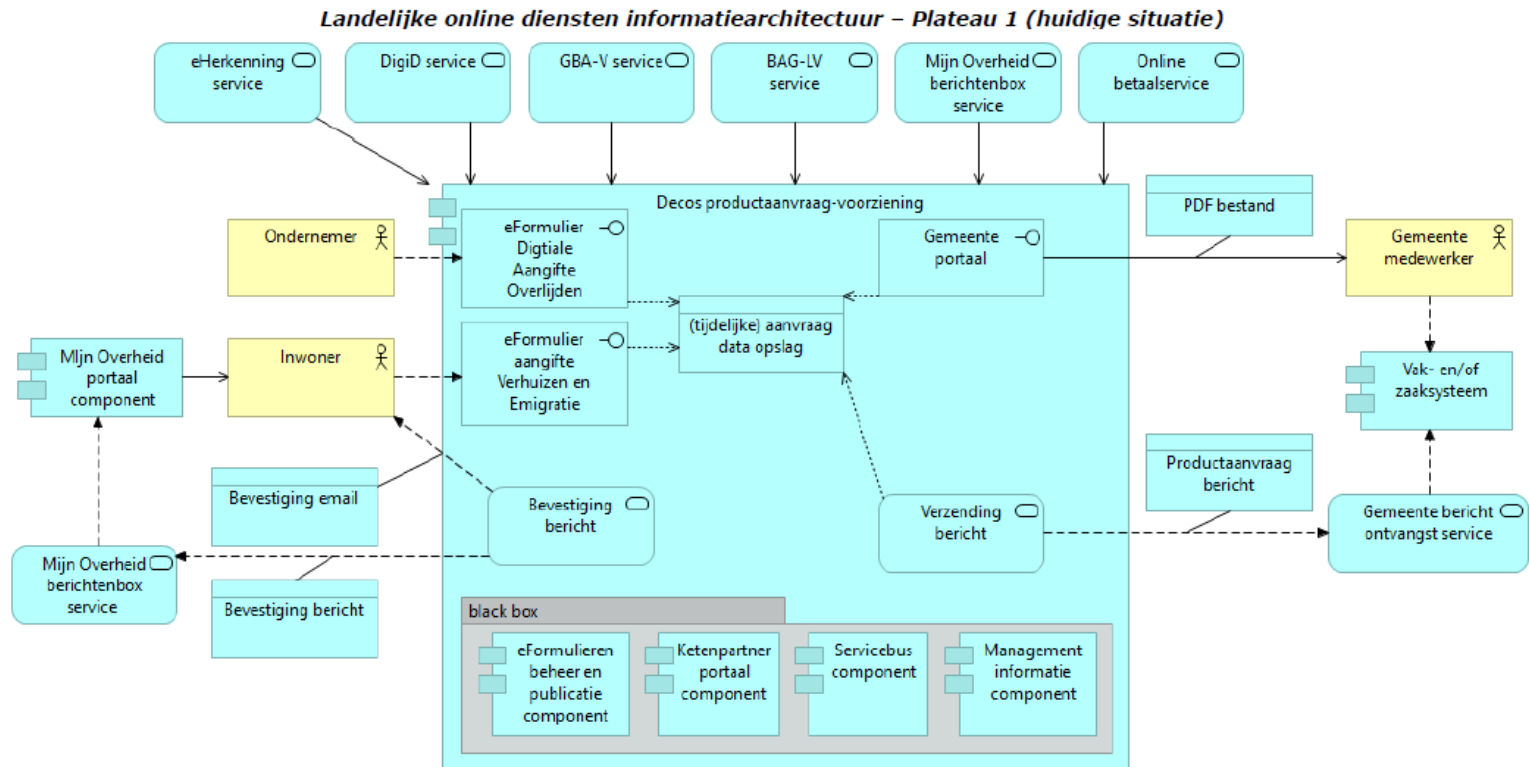 Landelijke online diensten informatiearchitectuur – Plateau 1 (huidige situatie)
eHerkenning
service
DigiD service
GBA-V service
BAG-LV
service
Mijn Overheid
berichtenbox
service
Online
betaalservice
Decos productaanvraag-voorziening
PDF bestand
Ondernemer
eFormulier
Digtiale
Aangifte
Overlijden
Gemeente
portaal
Gemeente
medewerker
(tijdelijke) aanvraag
data opslag
MIjn Overheid
portaal
component
Inwoner
eFormulier
aangifte
Verhuizen en
Emigratie
Vak- en/of
zaaksysteem
Bevestiging email
Bevestiging
bericht
Verzending
bericht
Productaanvraag
bericht
Gemeente bericht
ontvangst service
Mijn Overheid
berichtenbox
service
Bevestiging bericht
black box
eFormulieren
beheer en
publicatie
component
Ketenpartner
portaal
component
Servicebus
component
Management
informatie
component